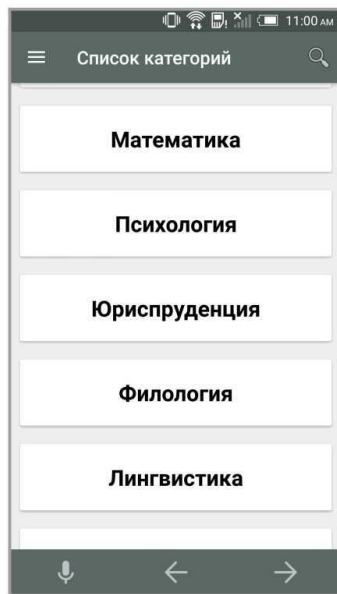 11:00 AM
Список категорий
Математика
Психология
Юриспруденция
Филология
Лингвистика